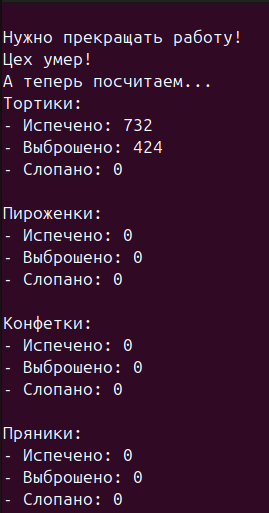 Нужно прекращать работу!
Цех умер!
А теперь посчитаем...
Тортики:
- Испечено: 732
- Выброшено: 424
- Слопано: 0
Пироженки:
- Испечено: 0
- Выброшено: 0
- Слопано: 0
Конфетки:
- Испечено: 0
- Выброшено: 0
- Слопано: 0
Пряники:
- Испечено: 0
- Выброшено: 0
- Слопано: 0